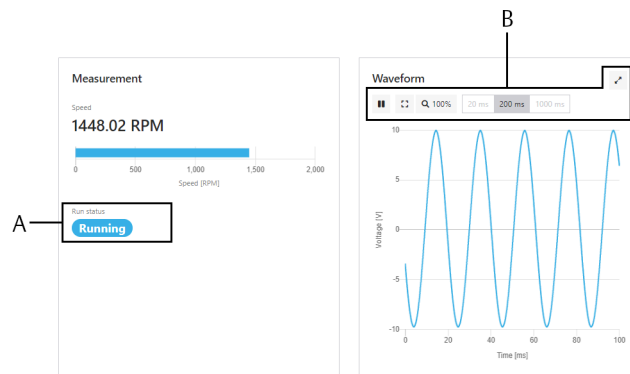 B
Measurement
Speed
1448.02 RPM
0 500 1,000 1,500 2,000
Speed [RPM]
A
Run status
Running
Waveform
100% 20 ms 200 ms 1000 ms
10
5
0
-5
-10
Voltage [V]
0 20 40 60 80 100
Time [ms]